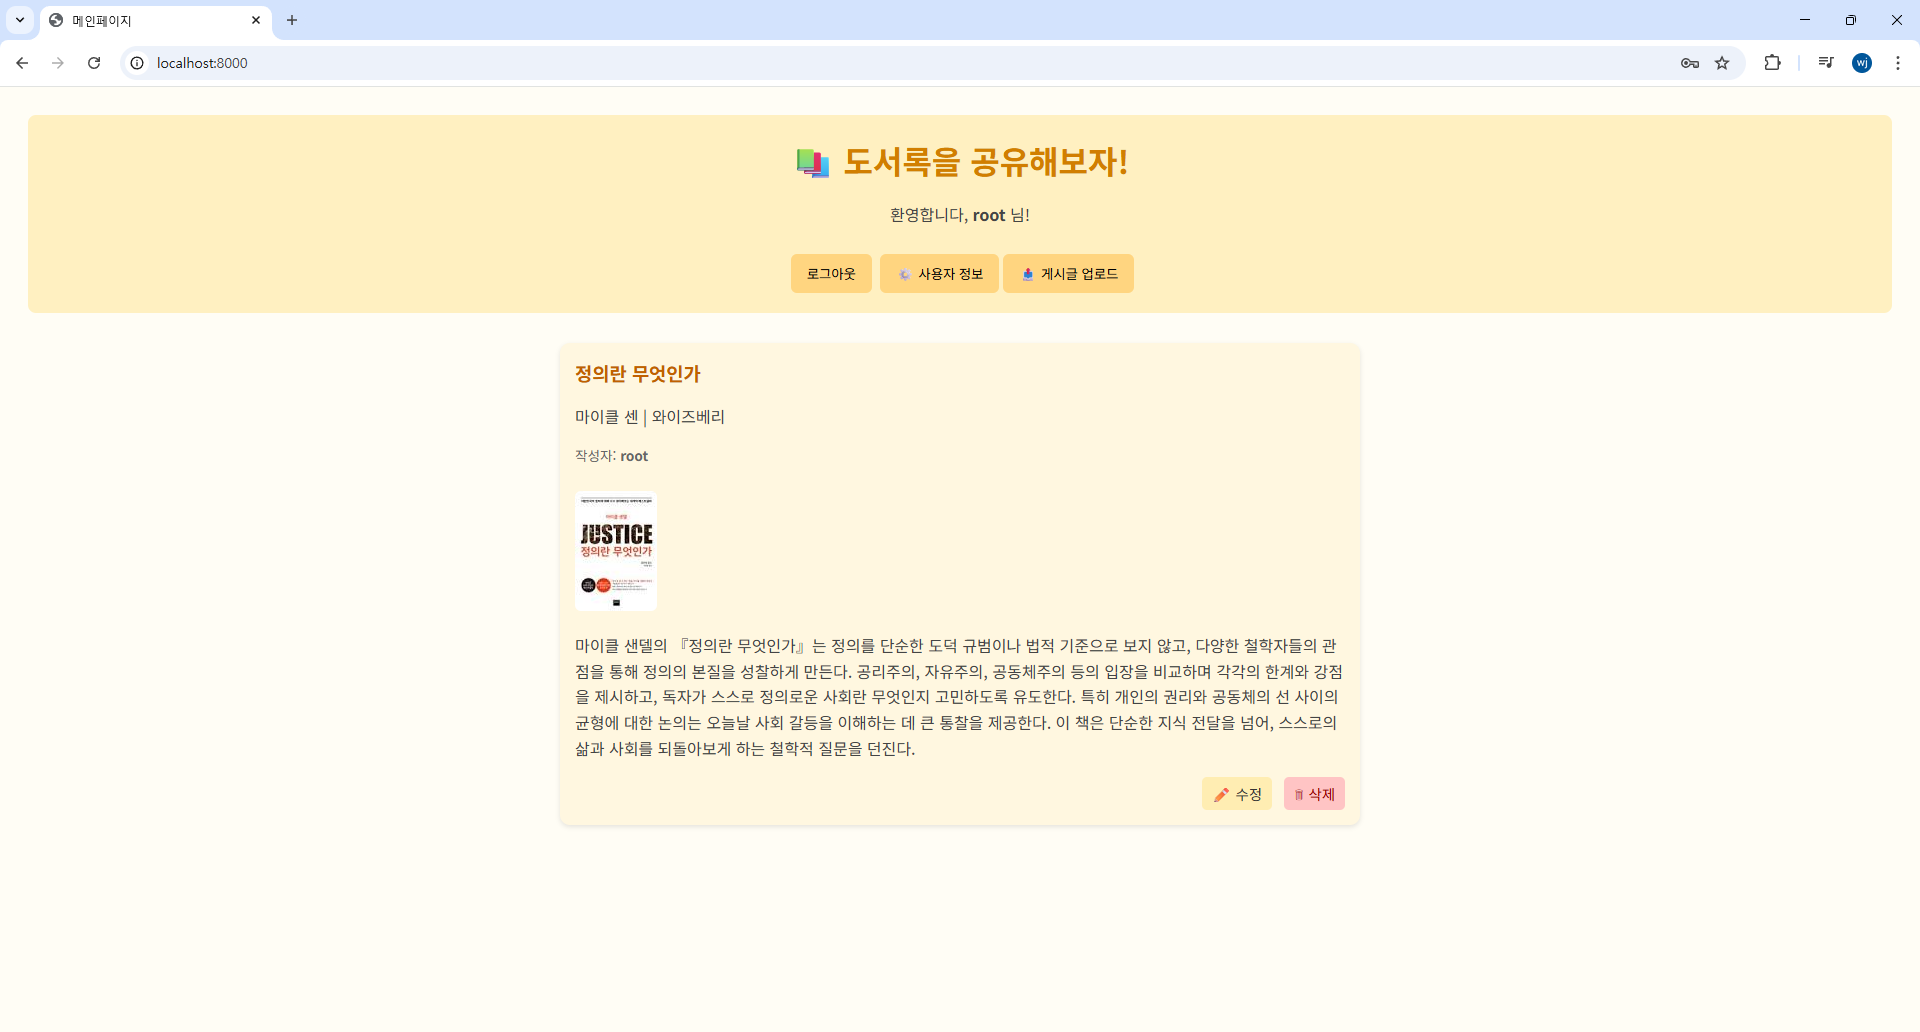 메인페이지
localhost:8000
wj
도서록을 공유해보자!
환영합니다, root 님!
로그아웃
사용자 정보
게시글 업로드
정의란 무엇인가
마이클 센 | 와이즈베리
작성자: root
마이클 샌델
JUSTICE
정의란 무엇인가
마이클 샌델의 『정의란 무엇인가』는 정의를 단순한 도덕 규범이나 법적 기준으로 보지 않고, 다양한 철학자들의 관
점을 통해 정의의 본질을 성찰하게 만든다. 공리주의, 자유주의, 공동체주의 등의 입장을 비교하며 각각의 한계와 강점
을 제시하고, 독자가 스스로 정의로운 사회란 무엇인지 고민하도록 유도한다. 특히 개인의 권리와 공동체의 선 사이의
균형에 대한 논의는 오늘날 사회 갈등을 이해하는 데 큰 통찰을 제공한다. 이 책은 단순한 지식 전달을 넘어, 스스로의
삶과 사회를 되돌아보게 하는 철학적 질문을 던진다.
수정
삭제